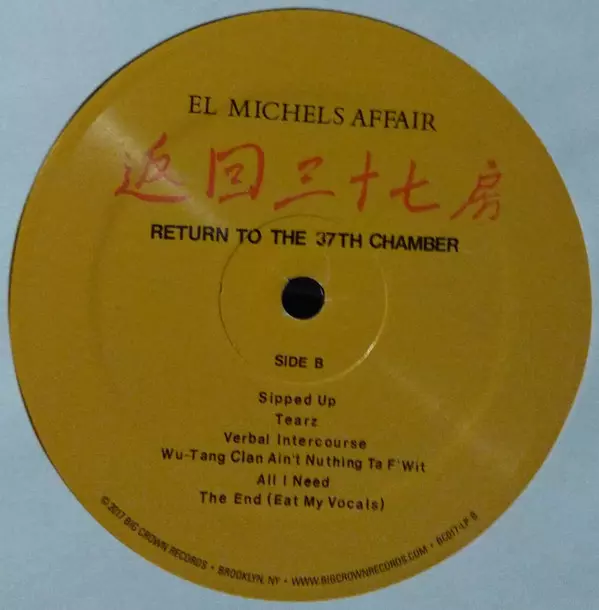 EL MICHELS AFFAIR
返回三十七房
RETURN TO THE 37TH CHAMBER
SIDE B
Sipped Up
Tearz
Verbal Intercourse
Wu-Tang Clan Ain't Nuthing Ta F'Wit
All I Need
The End (Eat My Vocals)
©2017 BIG CROWN RECORDS • BROOKLYN, NY • WWW.BIGCROWNRECORDS.COM • BC017-LP-B